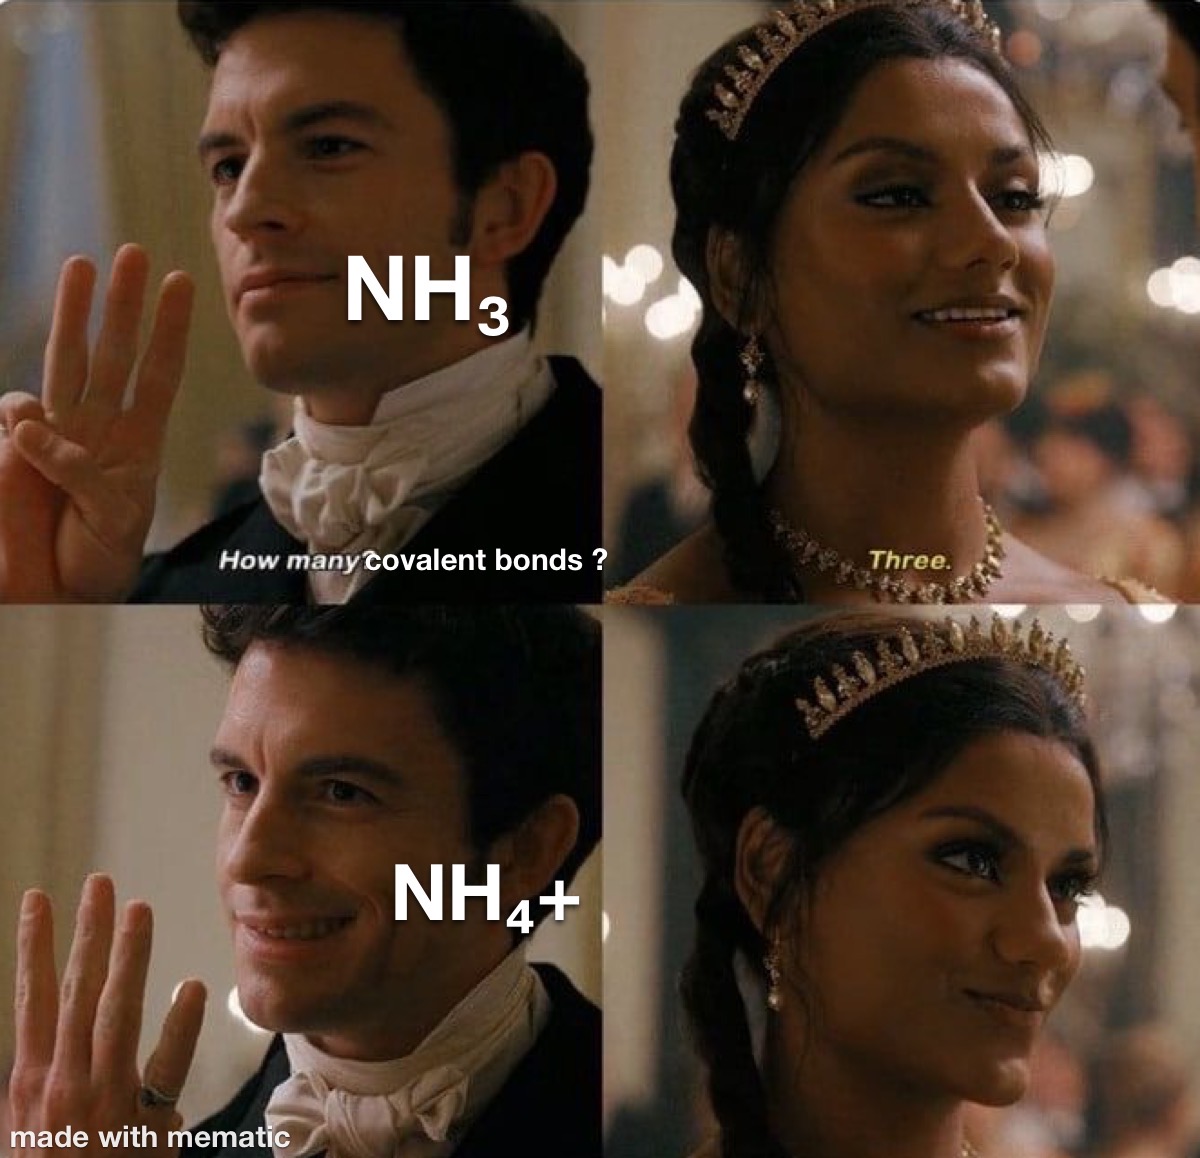 NH₃
How many? covalent bonds ?
Three.
NH₄+
made with mematic